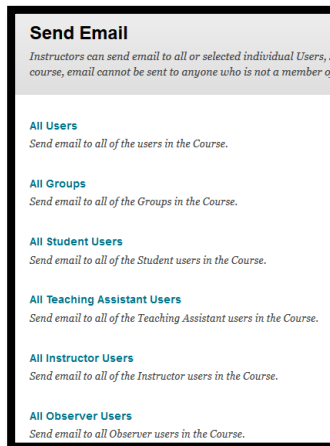 Send Email
Instructors can send email to all or selected individual Users,
course, email cannot be sent to anyone who is not a member of
All Users
Send email to all of the users in the Course.
All Groups
Send email to all of the Groups in the Course.
All Student Users
Send email to all of the Student users in the Course.
All Teaching Assistant Users
Send email to all of the Teaching Assistant users in the Course.
All Instructor Users
Send email to all of the Instructor users in the Course.
All Observer Users
Send email to all Observer users in the Course.